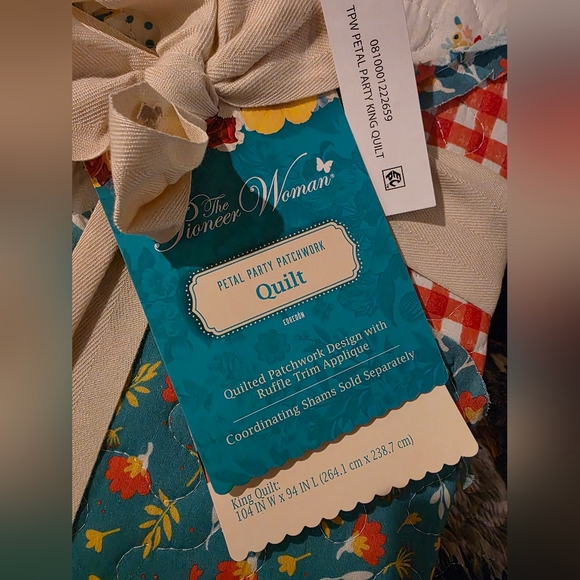 0810001222659
TPW PETAL PARTY KING QUILT
The
Pioneer Woman®
PETAL PARTY PATCHWORK
Quilt
EDREDÓN
Quilted Patchwork Design with
Ruffle Trim Applique
Coordinating Shams Sold Separately
King Quilt:
104 IN W x 94 IN L (264.1 cm x 238.7 cm)